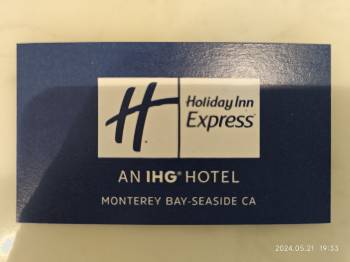 H
Holiday Inn
Express
AN IHG® HOTEL
MONTEREY BAY-SEASIDE CA
2024.05.21 19:33